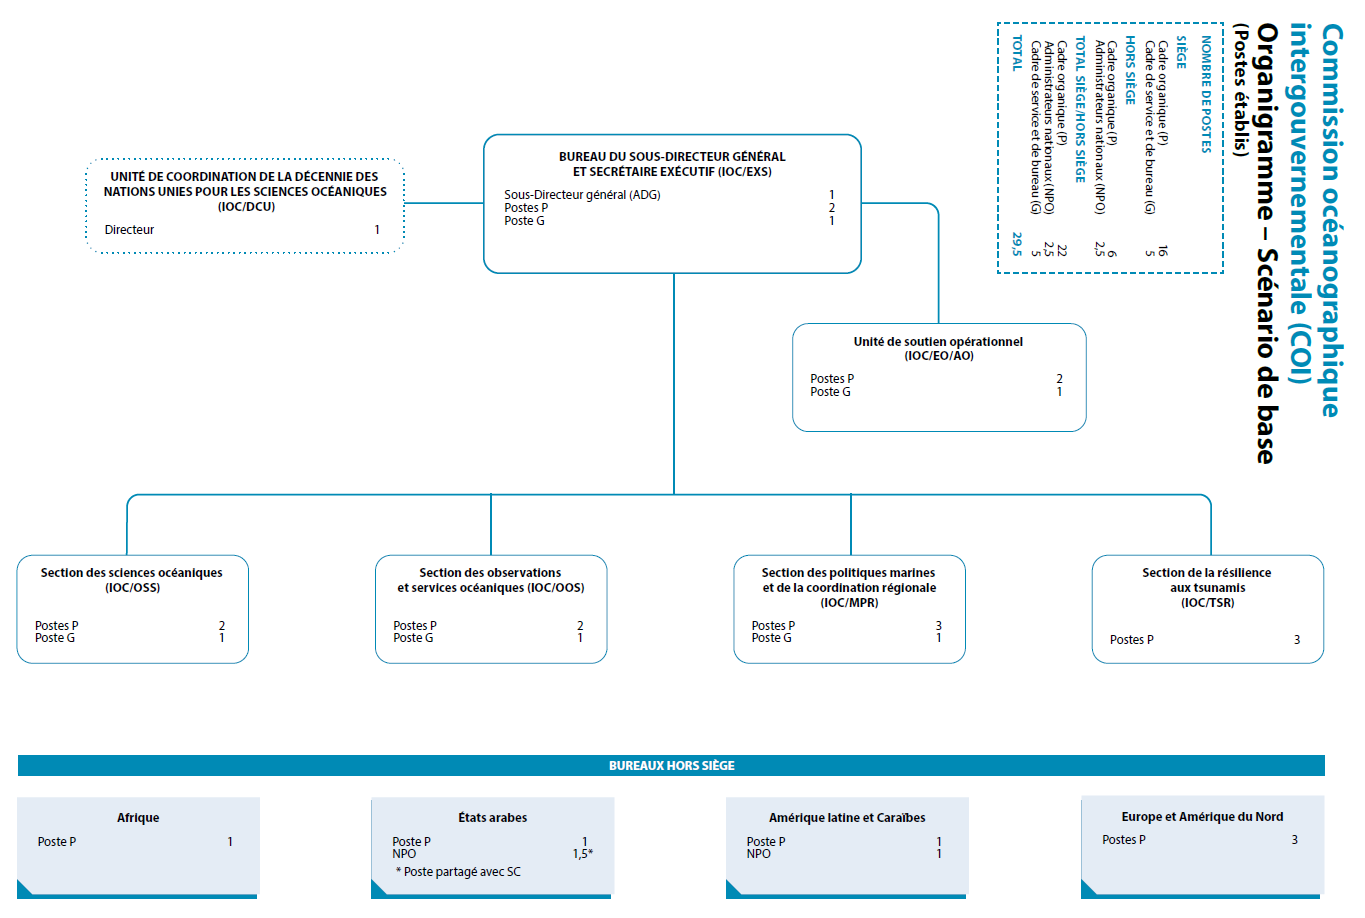 Commission océanographique
intergouvernementale (COI)
Organigramme – Scénario de base
(Postes établis)
NOMBRE DE POSTES
SIÈGE
Cadre organique (P) 16
Cadre de service et de bureau (G) 5
HORS SIÈGE
Cadre organique (P) 6
Administrateurs nationaux (NPO) 2,5
TOTAL SIÈGE/HORS SIÈGE
Cadre organique (P) 22
Administrateurs nationaux (NPO) 2,5
Cadre de service et de bureau (G) 5
TOTAL 29,5
BUREAU DU SOUS-DIRECTEUR GÉNÉRAL
ET SECRÉTAIRE EXÉCUTIF (IOC/EXS)
Sous-Directeur général (ADG) 1
Postes P 2
Poste G 1
UNITÉ DE COORDINATION DE LA DÉCENNIE DES
NATIONS UNIES POUR LES SCIENCES OCÉANIQUES
(IOC/DCU)
Directeur 1
Unité de soutien opérationnel
(IOC/EO/AO)
Postes P 2
Poste G 1
Section des sciences océaniques
(IOC/OSS)
Postes P 2
Poste G 1
Section des observations
et services océaniques (IOC/OOS)
Postes P 2
Poste G 1
Section des politiques marines
et de la coordination régionale
(IOC/MPR)
Postes P 3
Poste G 1
Section de la résilience
aux tsunamis
(IOC/TSR)
Postes P 3
BUREAUX HORS SIÈGE
Afrique
Poste P 1
États arabes
Poste P 1
NPO 1,5*
* Poste partagé avec SC
Amérique latine et Caraïbes
Poste P 1
NPO 1
Europe et Amérique du Nord
Postes P 3